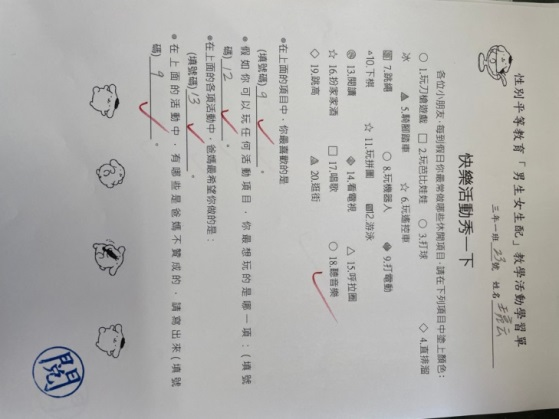 性別平等教育「男生女生配」教學活動學習單
三年一班 23號 姓名
快樂活動秀一下
各位小朋友,每到假日你最常做哪些休閒項目,請在下列項目中塗上顏色:
○ 1.玩刀槍遊戲 □ 2.玩芭比娃娃 ○ 3.打球 ◇ 4.直排溜
冰 5.騎腳踏車 ☆ 6.玩遙控車
7.跳繩 ○ 8.玩機器人 9.打電動
10.下棋 ☆ 11.玩拼圖 12.游泳
13.閱讀 14.看電視 △ 15.呼拉圈
☆ 16.扮家家酒 □ 17.唱歌 ○ 18.聽音樂
◇ 19.跳高 20.逛街
*在上面的項目中,你最喜歡的是
(填號碼) 9 。
*假如你可以玩任何活動項目,你最想玩的是哪一項:(填號
碼) 12 。
*在上面的各項活動中,爸媽最希望你做的是:
(填號碼) 13 。
*在上面的活動中,有哪些是爸媽不贊成的,請寫出來(填號
碼) 9 。
閱